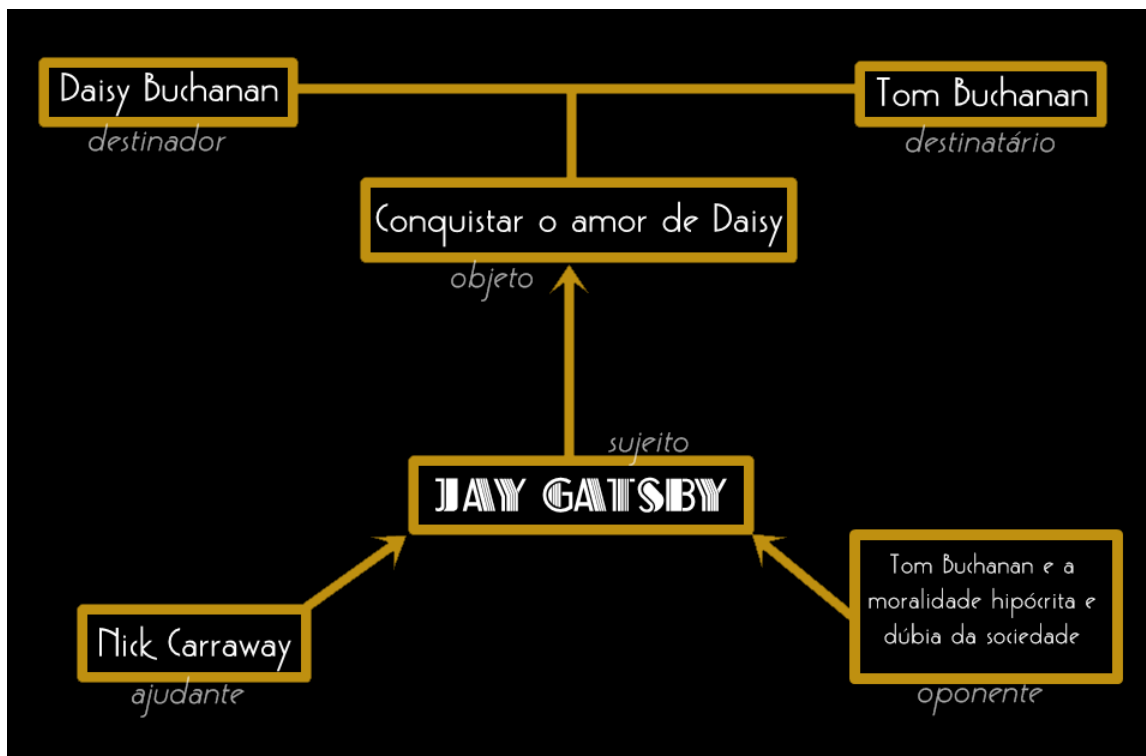 Daisy Buchanan
destinador
Tom Buchanan
destinatário
Conquistar o amor de Daisy
objeto
sujeito
JAY GATSBY
Nick Carraway
ajudante
Tom Buchanan e a
moralidade hipócrita e
dúbia da sociedade
oponente